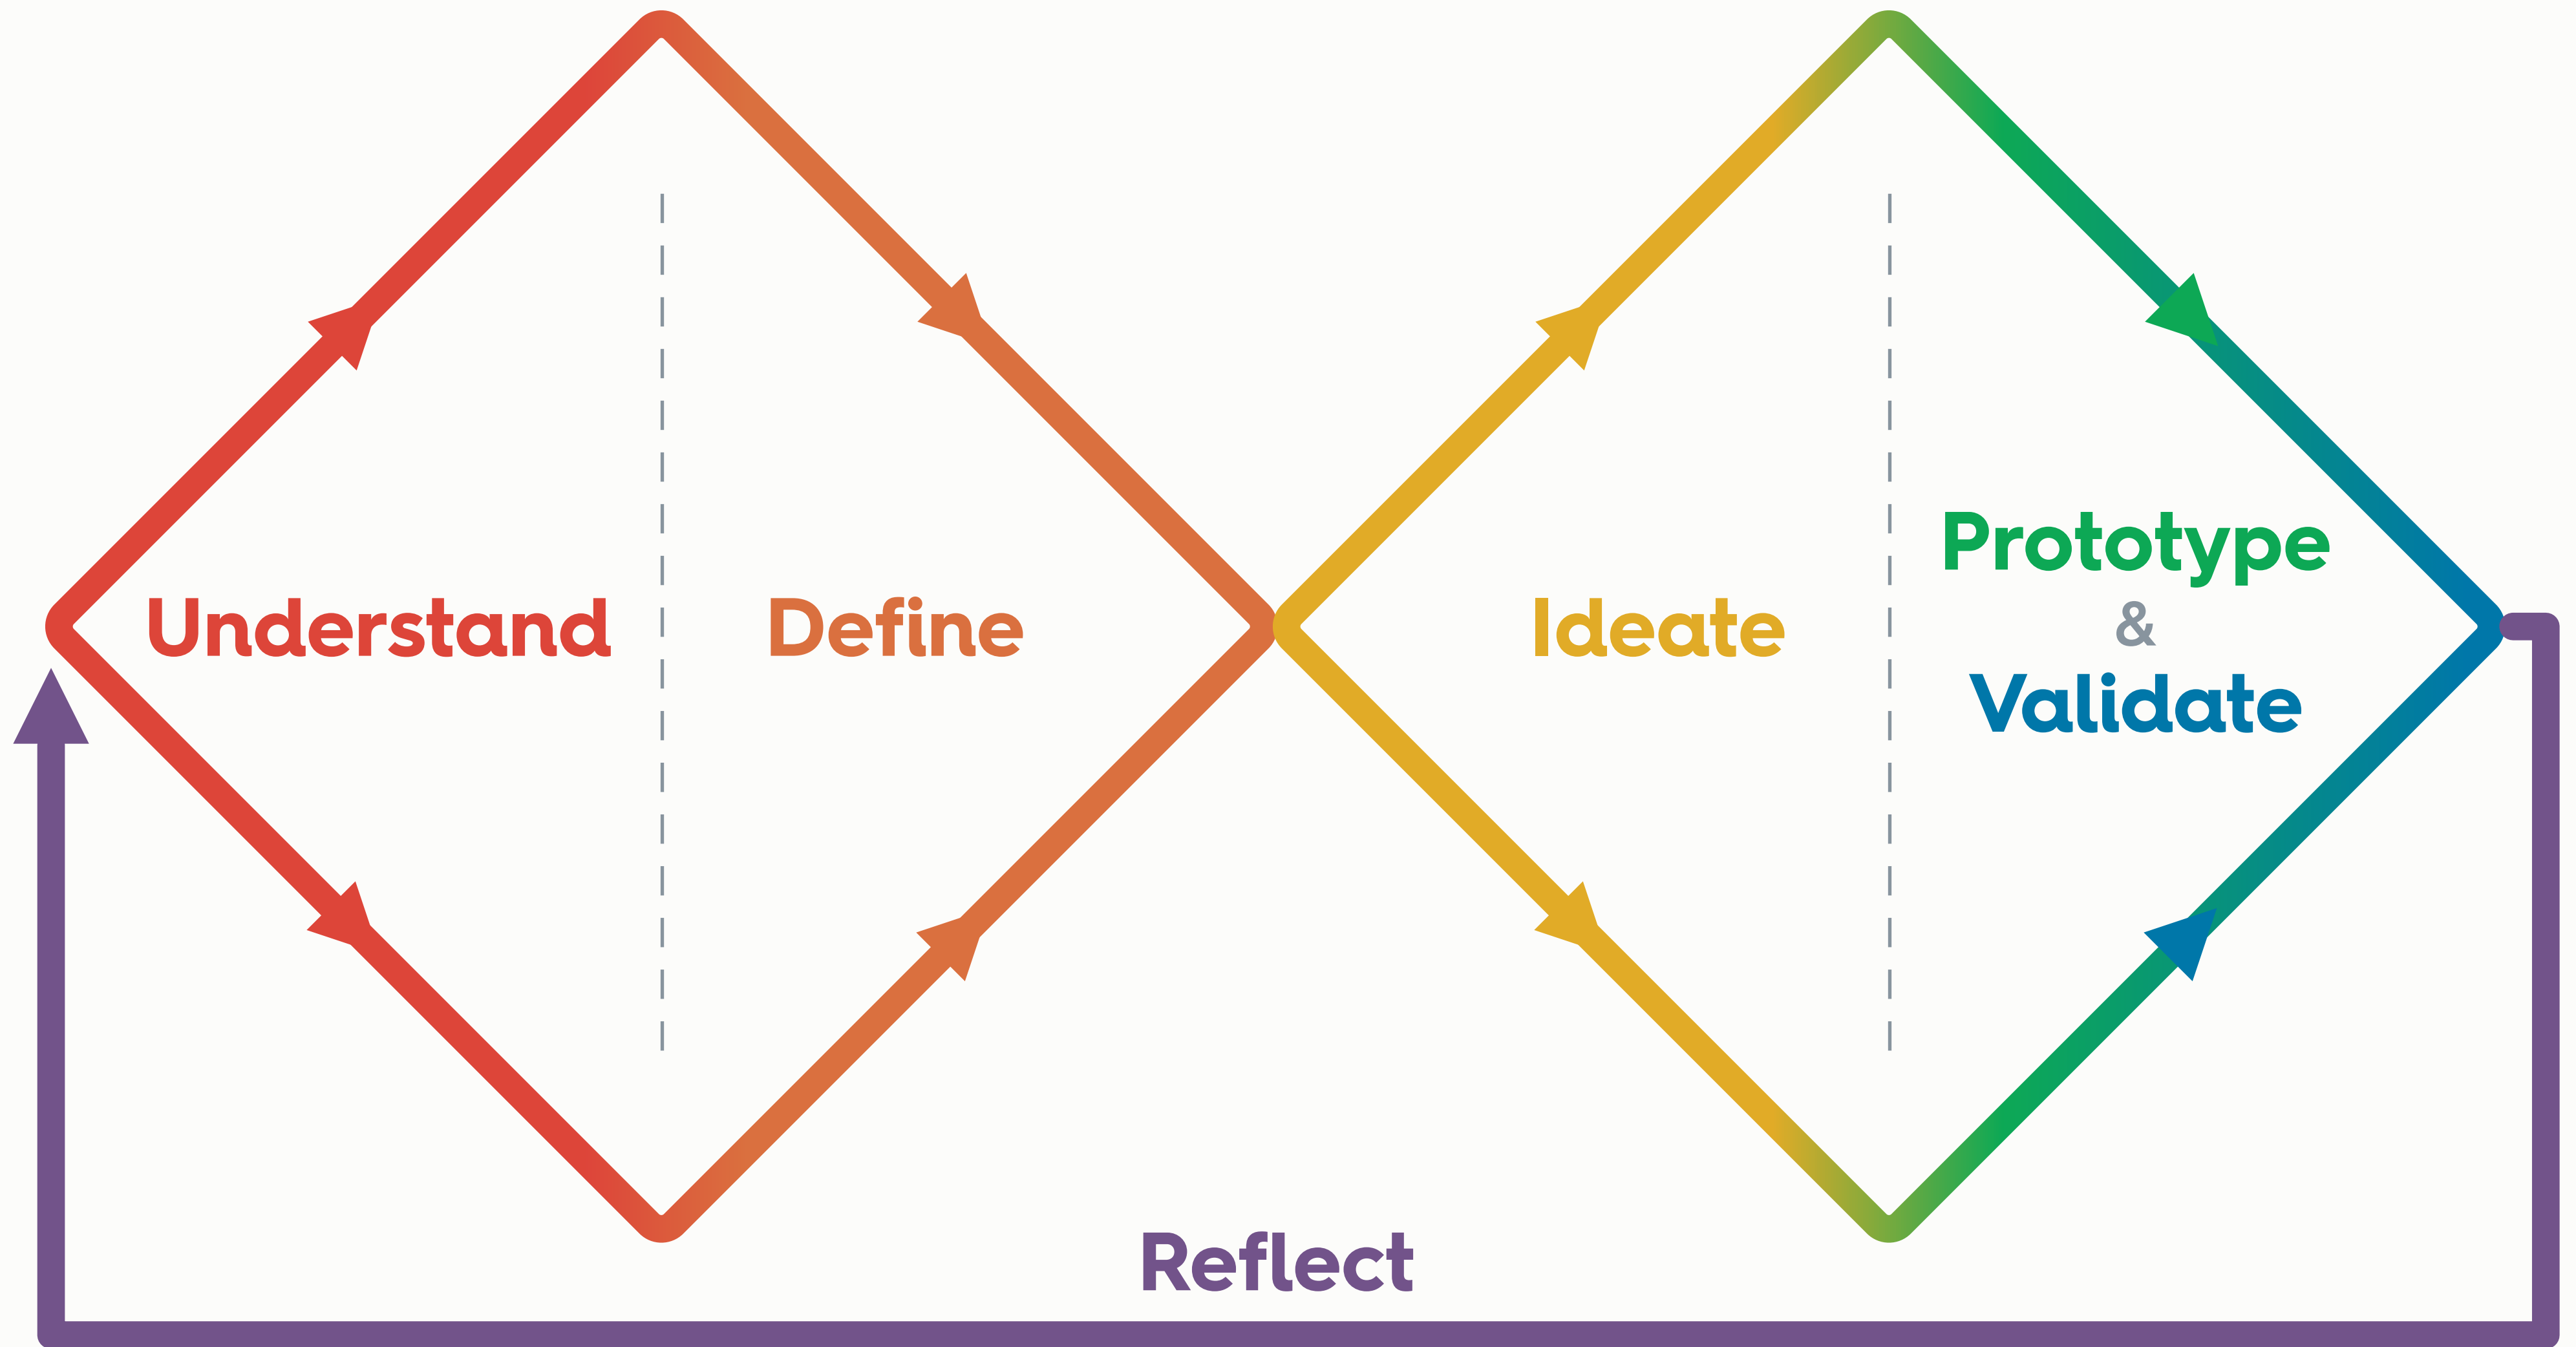 Understand
Define
Ideate
Prototype
&
Validate
Reflect